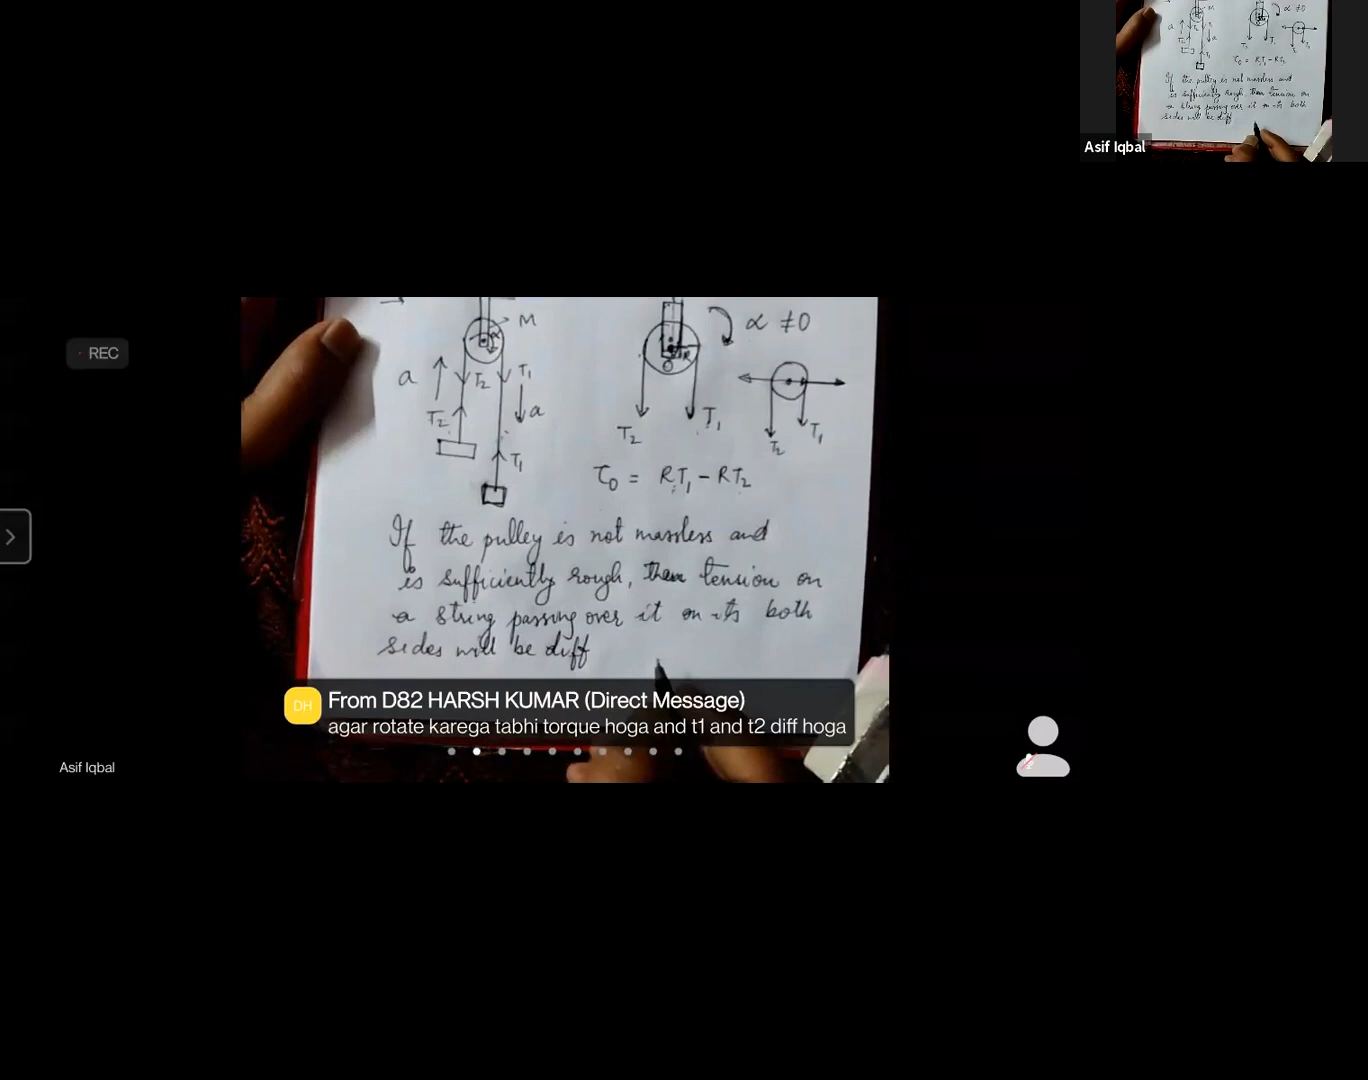 Asif Iqbal
REC
M
α ≠0
a
T2
T1
a
T2
T1
R
O
T2
T1
T2
T1
τ0 = RT1 - RT2
If the pulley is not massless and
is sufficiently rough, then tension on
a string passing over it on its both
sides will be diff
DH
From D82 HARSH KUMAR (Direct Message)
agar rotate karega tabhi torque hoga and t1 and t2 diff hoga
Asif Iqbal